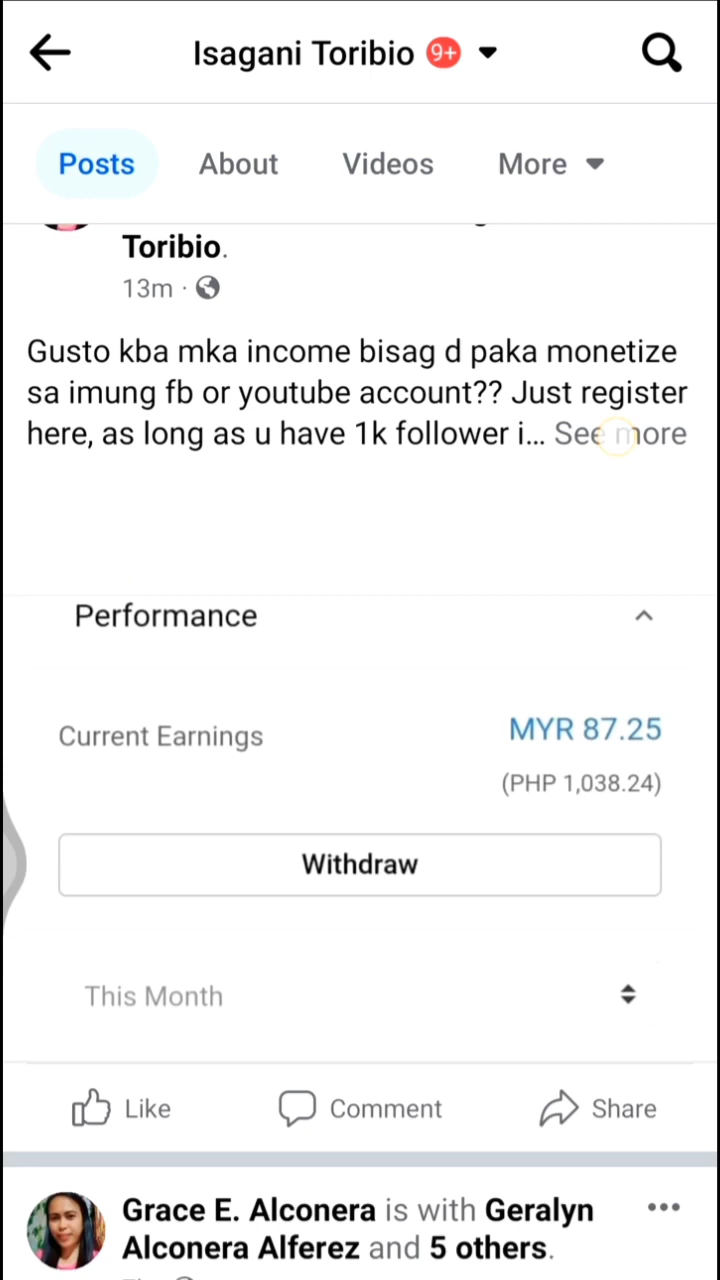 Isagani Toribio 9+
Posts About Videos More
Toribio.
13m ·
Gusto kba mka income bisag d paka monetize
sa imung fb or youtube account?? Just register
here, as long as u have 1k follower i... See more
Performance
Current Earnings MYR 87.25
(PHP 1,038.24)
Withdraw
This Month
Like Comment Share
Grace E. Alconera is with Geralyn
Alconera Alferez and 5 others.